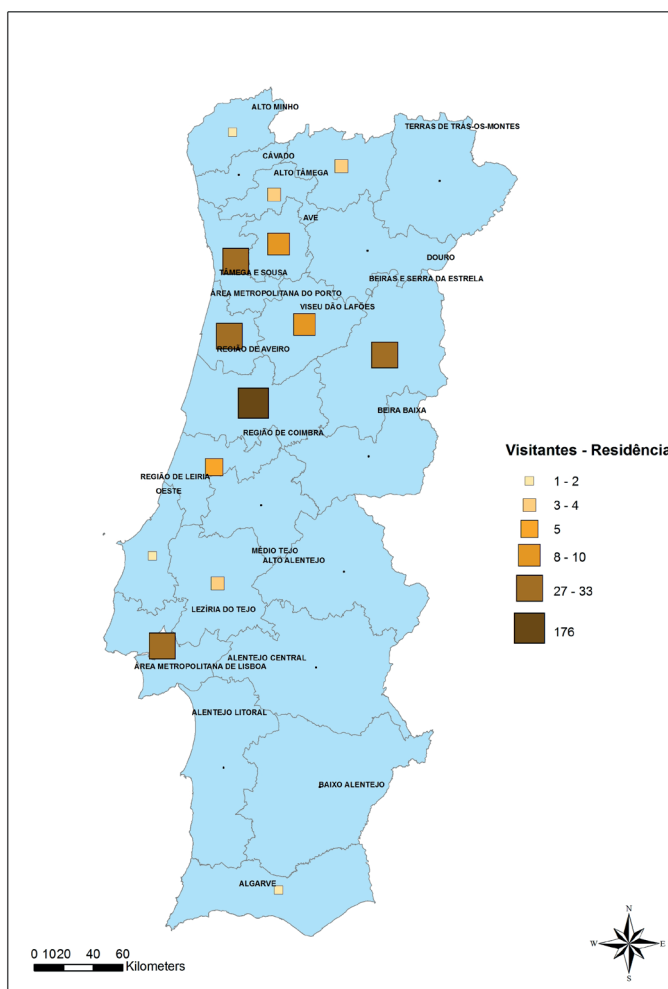 ALTO MINHO
TERRAS DE TRÁS-OS-MONTES
CÁVADO
ALTO TÂMEGA
AVE
DOURO
TÂMEGA E SOUSA
BEIRAS E SERRA DA ESTRELA
ÁREA METROPOLITANA DO PORTO
VISEU DÃO LAFÕES
REGIÃO DE AVEIRO
BEIRA BAIXA
REGIÃO DE COIMBRA
Visitantes - Residência
REGIÃO DE LEIRIA
OESTE
1 - 2
3 - 4
5
8 - 10
27 - 33
176
MÉDIO TEJO
ALTO ALENTEJO
LEZÍRIA DO TEJO
ALENTEJO CENTRAL
ÁREA METROPOLITANA DE LISBOA
ALENTEJO LITORAL
BAIXO ALENTEJO
ALGARVE
N
W E
S
0 1020 40 60
Kilometers